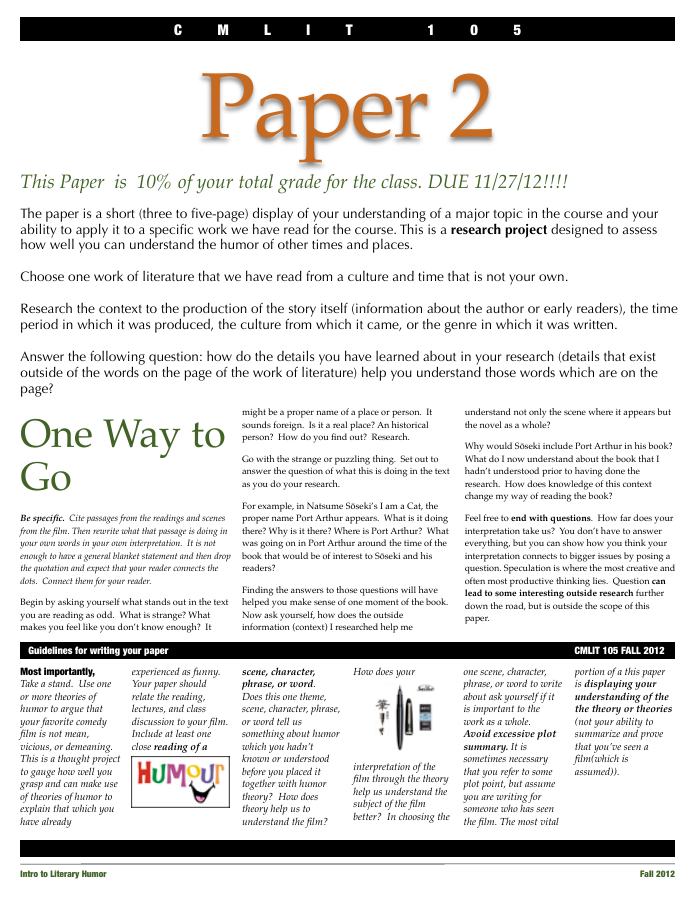 CMLIT 105
Paper 2
This Paper is 10% of your total grade for the class. DUE 11/27/12!!!!
The paper is a short (three to five-page) display of your understanding of a major topic in the course and your
ability to apply it to a specific work we have read for the course. This is a research project designed to assess
how well you can understand the humor of other times and places.
Choose one work of literature that we have read from a culture and time that is not your own.
Research the context to the production of the story itself (information about the author or early readers), the time
period in which it was produced, the culture from which it came, or the genre in which it was written.
Answer the following question: how do the details you have learned about in your research (details that exist
outside of the words on the page of the work of literature) help you understand those words which are on the
page?
One Way to
Go
Be specific. Cite passages from the readings and scenes
from the film. Then rewrite what that passage is doing in
your own words in your own interpretation. It is not
enough to have a general blanket statement and then drop
the quotation and expect that your reader connects the
dots. Connect them for your reader.
Begin by asking yourself what stands out in the text
you are reading as odd. What is strange? What
makes you feel like you don't know enough? It
might be a proper name of a place or person. It
sounds foreign. Is it a real place? An historical
person? How do you find out? Research.
Go with the strange or puzzling thing. Set out to
answer the question of what this is doing in the text
as you do your research.
For example, in Natsume Sōseki's I am a Cat, the
proper name Port Arthur appears. What is it doing
there? Why is it there? Where is Port Arthur? What
was going on in Port Arthur around the time of the
book that would be of interest to Sōseki and his
readers?
Finding the answers to those questions will have
helped you make sense of one moment of the book.
Now ask yourself, how does the outside
information (context) I researched help me
understand not only the scene where it appears but
the novel as a whole?
Why would Sōseki include Port Arthur in his book?
What do I now understand about the book that I
hadn't understood prior to having done the
research. How does knowledge of this context
change my way of reading the book?
Feel free to end with questions. How far does your
interpretation take us? You don't have to answer
everything, but you can show how you think your
interpretation connects to bigger issues by posing a
question. Speculation is where the most creative and
often most productive thinking lies. Question can
lead to some interesting outside research further
down the road, but is outside the scope of this
paper.
Guidelines for writing your paper CMLIT 105 FALL 2012
Most importantly,
Take a stand. Use one
or more theories of
humor to argue that
your favorite comedy
film is not mean,
vicious, or demeaning.
This is a thought project
to gauge how well you
grasp and can make use
of theories of humor to
explain that which you
have already
experienced as funny.
Your paper should
relate the reading,
lectures, and class
discussion to your film.
Include at least one
close reading of a
HUMOUR
scene, character,
phrase, or word.
Does this one theme,
scene, character, phrase,
or word tell us
something about humor
which you hadn't
known or understood
before you placed it
together with humor
theory? How does
theory help us to
understand the film?
How does your
interpretation of the
film through the theory
help us understand the
subject of the film
better? In choosing the
one scene, character,
phrase, or word to write
about ask yourself if it
is important to the
work as a whole.
Avoid excessive plot
summary. It is
sometimes necessary
that you refer to some
plot point, but assume
you are writing for
someone who has seen
the film. The most vital
portion of a this paper
is displaying your
understanding of the
the theory or theories
(not your ability to
summarize and prove
that you've seen a
film(which is
assumed)).
Intro to Literary Humor Fall 2012